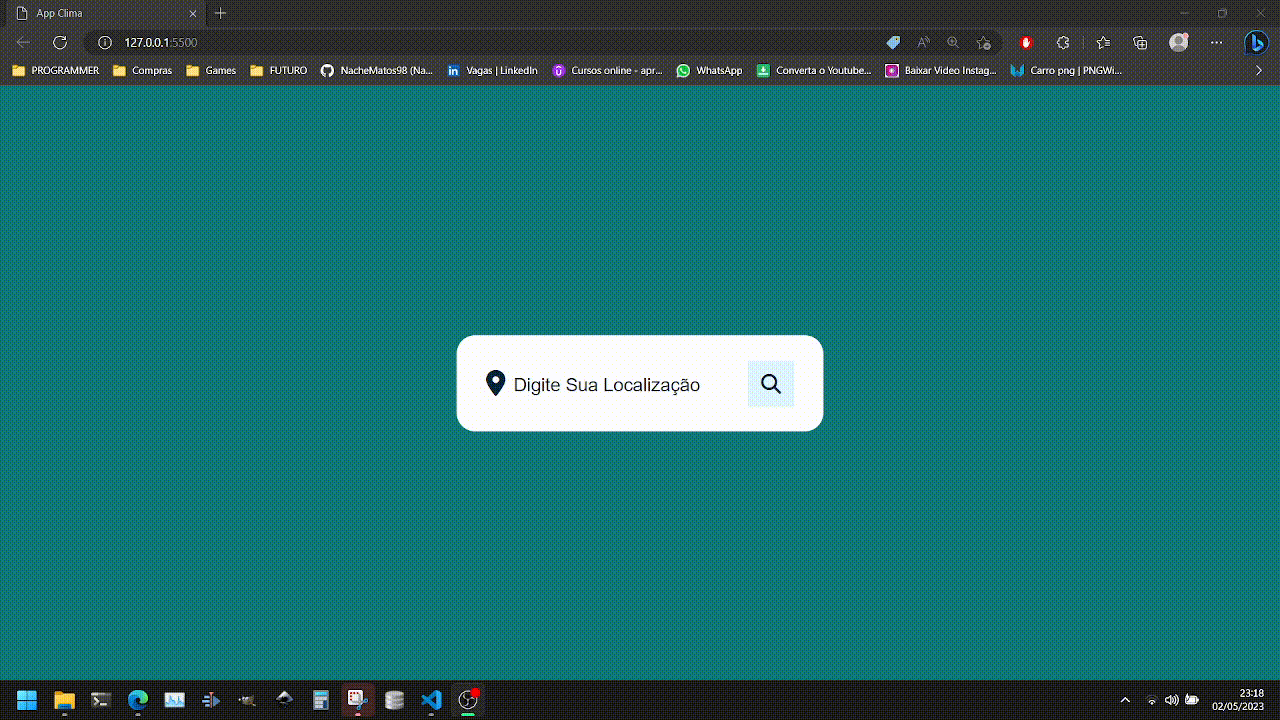 App Clima
127.0.0.1:5500
PROGRAMMER Compras Games FUTURO NacheMatos98 (Na... Vagas | LinkedIn Cursos online - apr... WhatsApp Converta o Youtube... Baixar Video Instag... Carro png | PNGWi...
Digite Sua Localização
23:18
02/05/2023